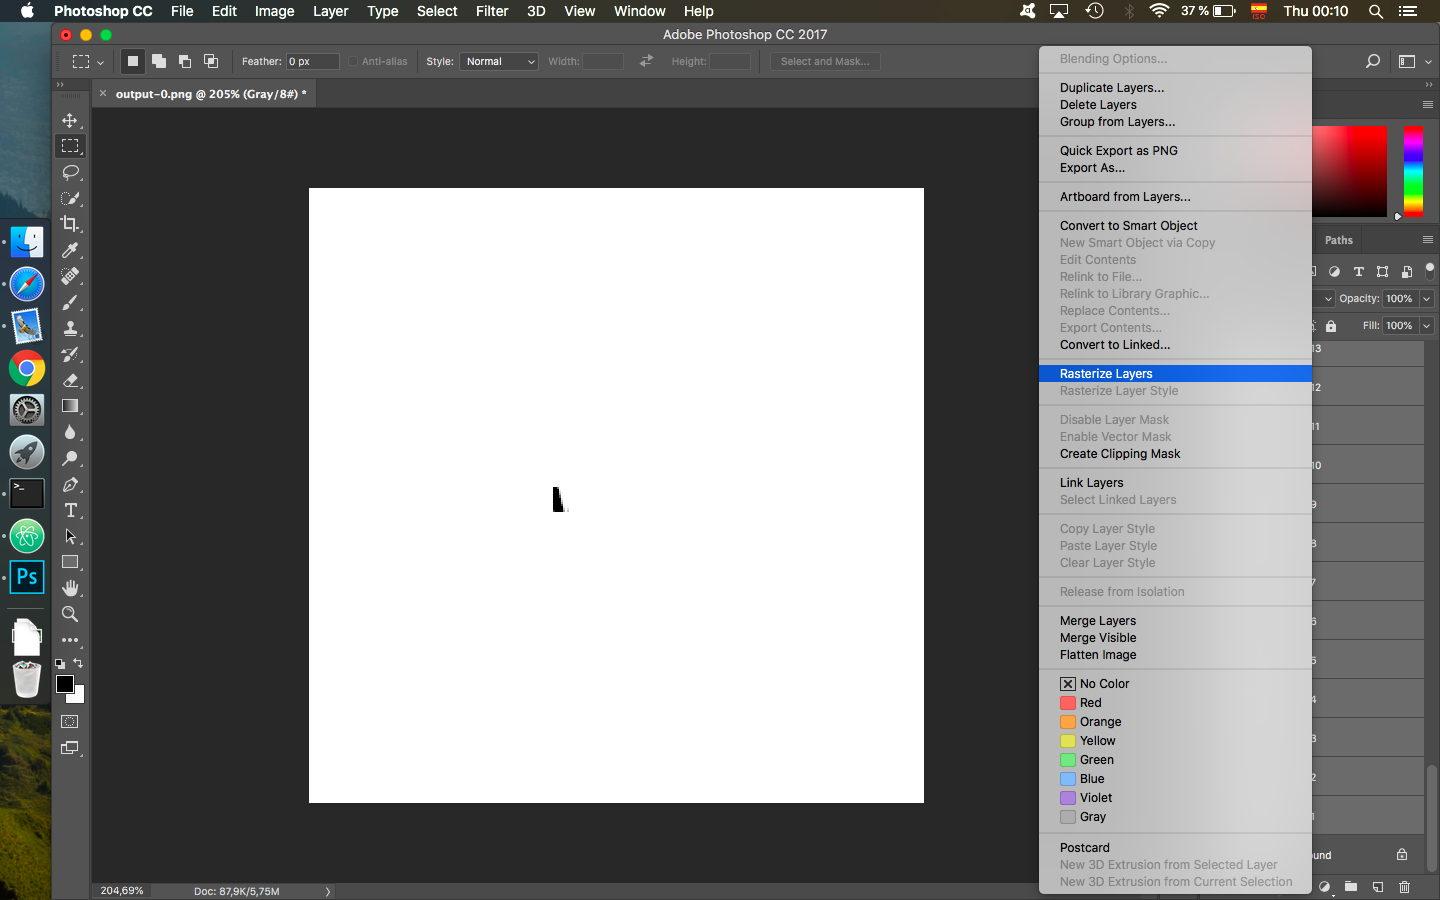 Photoshop CC File Edit Image Layer Type Select Filter 3D View Window Help 37 % ISO Thu 00:10
Adobe Photoshop CC 2017
Feather: 0 px Anti-alias Style: Normal Width: Height: Select and Mask...
output-0.png @ 205% (Gray/8#) *
Blending Options...
Duplicate Layers...
Delete Layers
Group from Layers...
Quick Export as PNG
Export As...
Artboard from Layers...
Convert to Smart Object
New Smart Object via Copy
Edit Contents
Relink to File...
Relink to Library Graphic...
Replace Contents...
Export Contents...
Convert to Linked...
Rasterize Layers
Rasterize Layer Style
Disable Layer Mask
Enable Vector Mask
Create Clipping Mask
Link Layers
Select Linked Layers
Copy Layer Style
Paste Layer Style
Clear Layer Style
Release from Isolation
Merge Layers
Merge Visible
Flatten Image
No Color
Red
Orange
Yellow
Green
Blue
Violet
Gray
Postcard
New 3D Extrusion from Selected Layer
New 3D Extrusion from Current Selection
Paths
Opacity: 100%
Fill: 100%
13
12
11
10
9
8
7
6
5
4
3
2
1
ound
Ps
204,69% Doc: 87,9K/5,75M